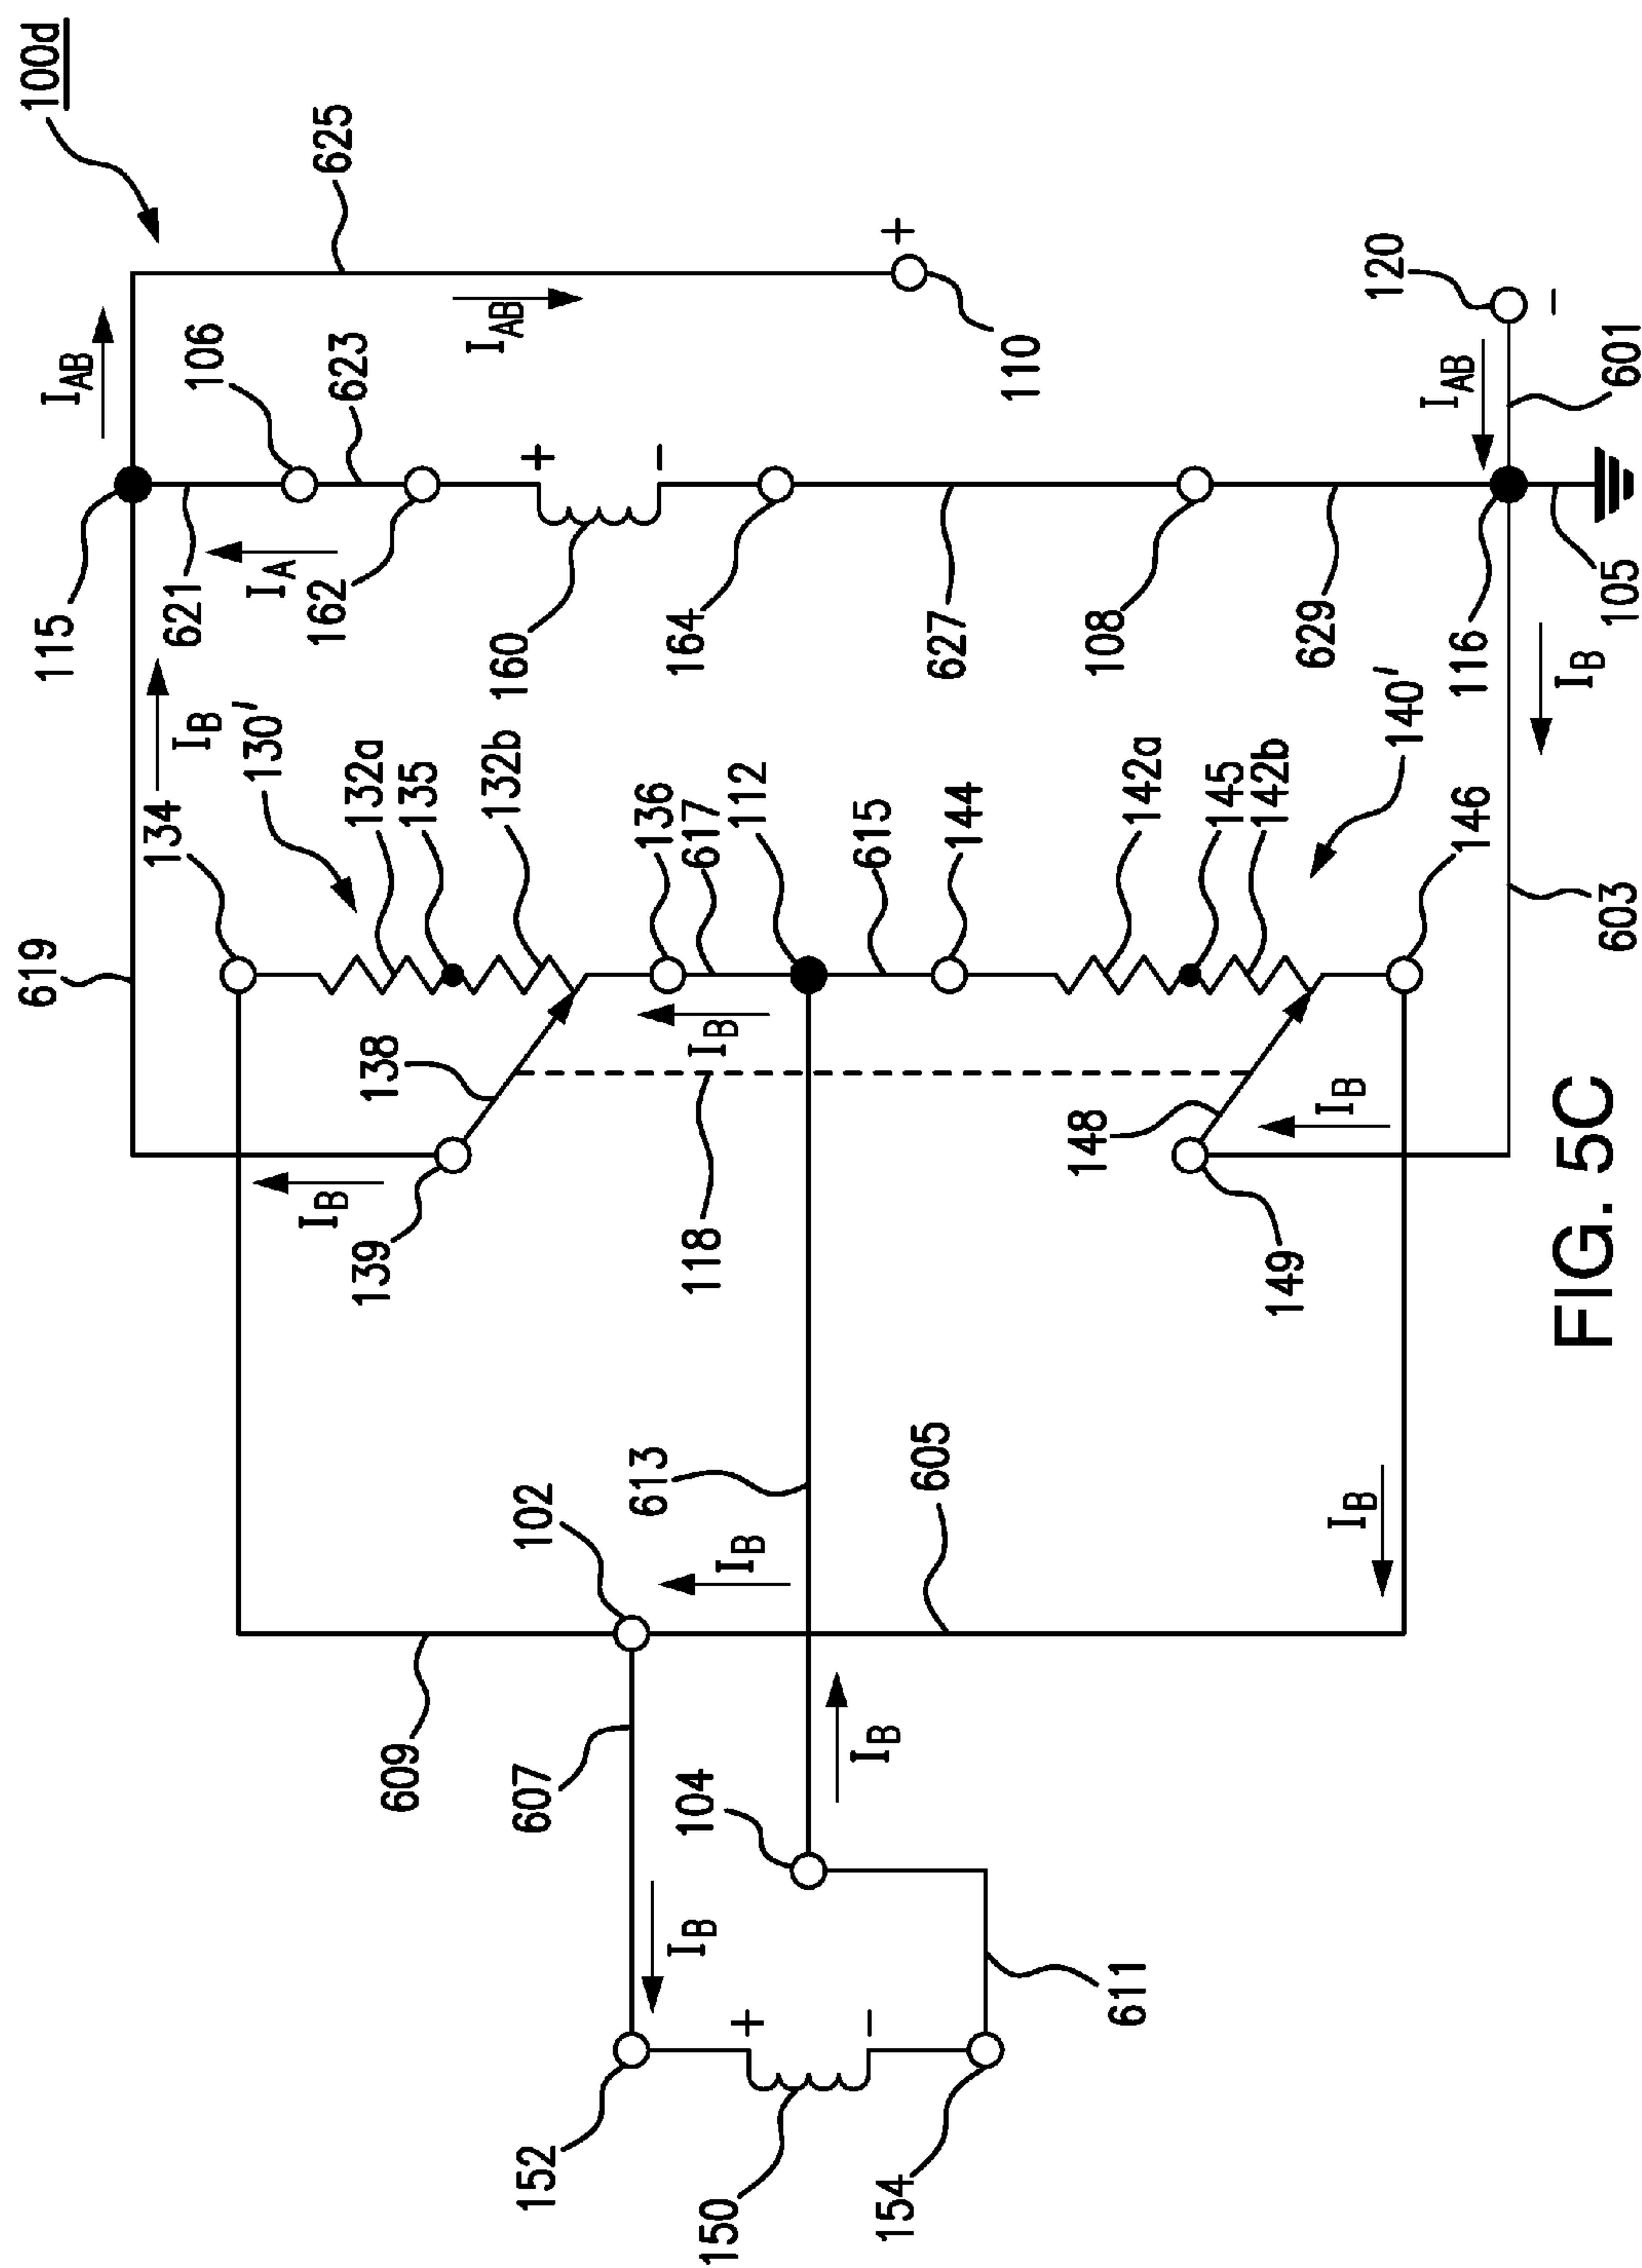 100d
625
I_AB
115
106
621
623
I_A
162
I_AB
110
+
+
−
160
164
627
108
629
120
−
I_AB
601
116
105
I_B
603
619
I_B
134
130'
132a
135
132b
136
617
112
615
144
142a
145
142b
140'
146
138
I_B
139
I_B
118
148
149
I_B
102
613
605
I_B
I_B
609
607
104
I_B
I_B
152
+
−
150
154
611
FIG. 5C